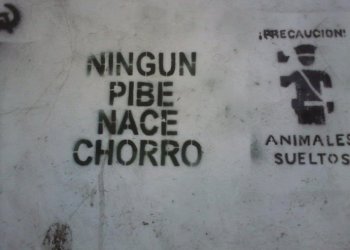 NINGUN
PIBE
NACE
CHORRO
¡PRECAUCION!
ANIMALES
SUELTOS